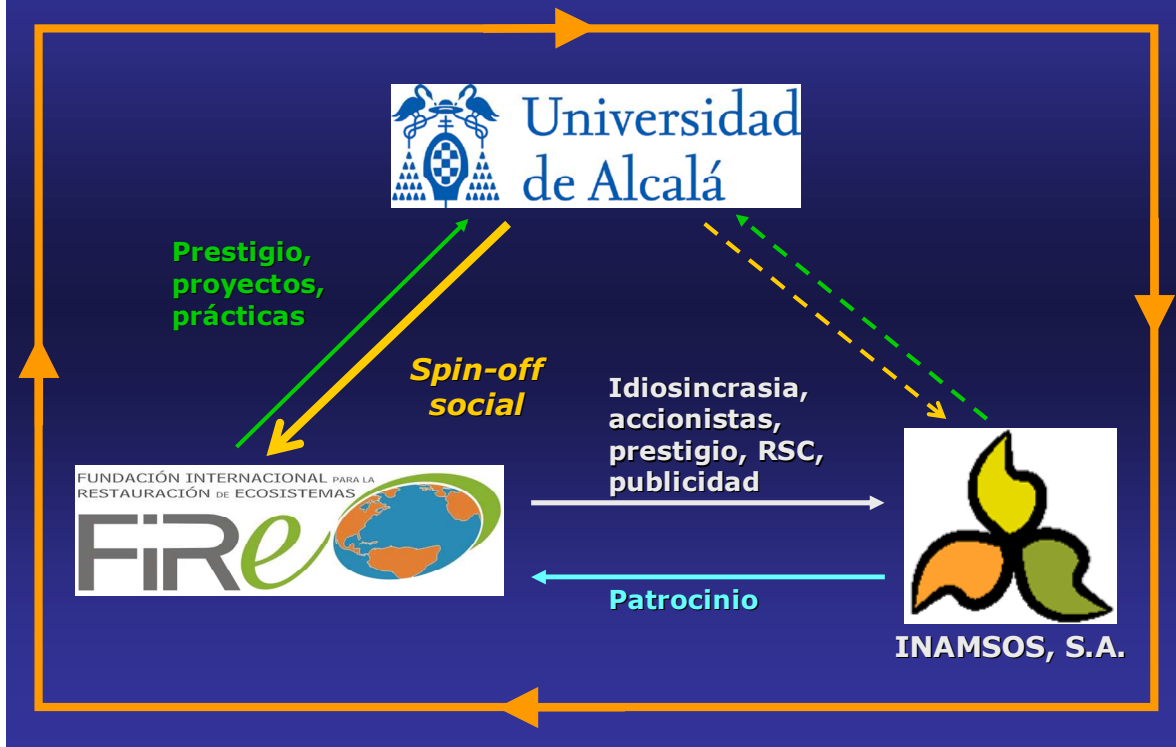 Universidad
de Alcalá
Prestigio,
proyectos,
prácticas
Spin-off
social
Idiosincrasia,
accionistas,
prestigio, RSC,
publicidad
FUNDACIÓN INTERNACIONAL PARA LA
RESTAURACIÓN DE ECOSISTEMAS
FiRe
Patrocinio
INAMSOS, S.A.